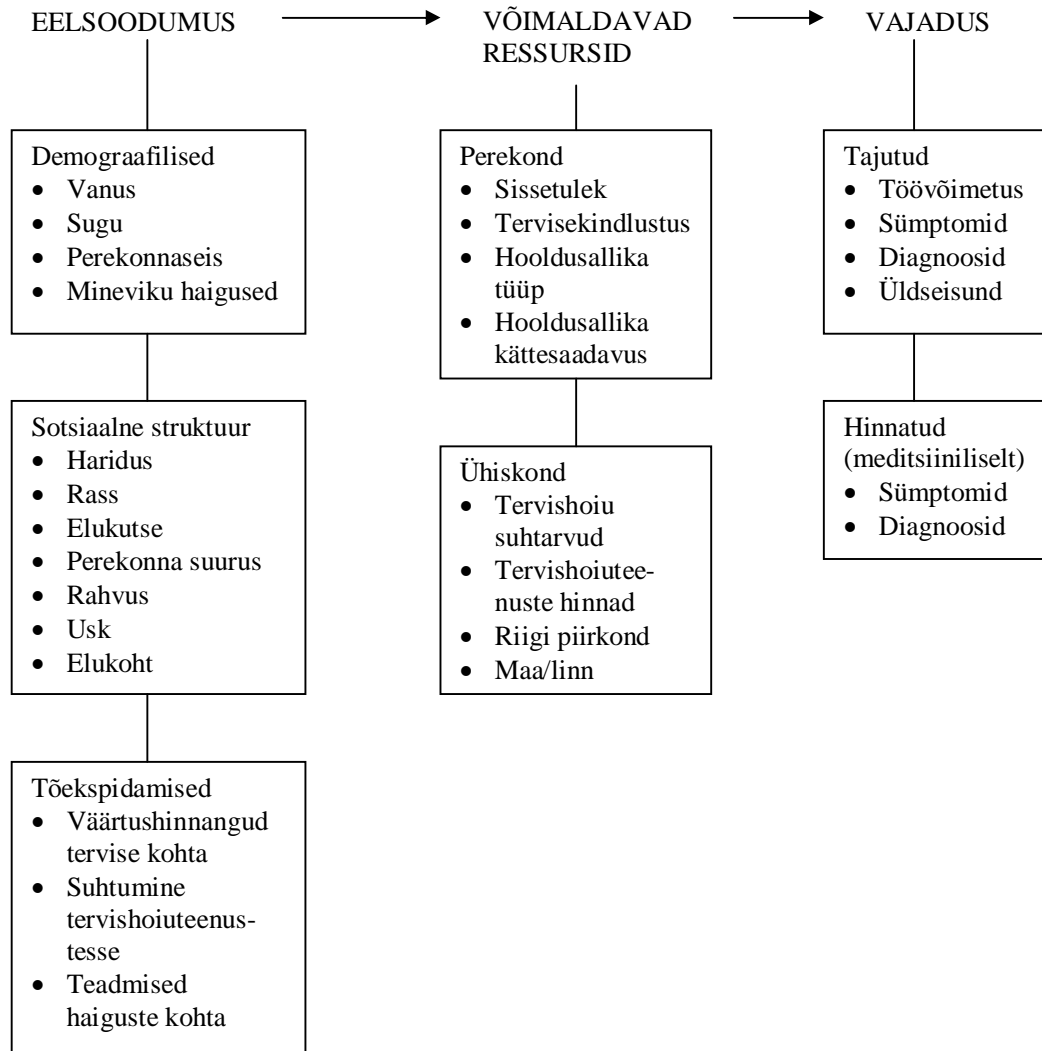 EELSOODUMUS
VÕIMALDAVAD
RESSURSID
VAJADUS
Demograafilised
• Vanus
• Sugu
• Perekonnaseis
• Mineviku haigused
Sotsiaalne struktuur
• Haridus
• Rass
• Elukutse
• Perekonna suurus
• Rahvus
• Usk
• Elukoht
Tõekspidamised
• Väärtushinnangud
tervise kohta
• Suhtumine
tervishoiuteenus-
tesse
• Teadmised
haiguste kohta
Perekond
• Sissetulek
• Tervisekindlustus
• Hooldusallika
tüüp
• Hooldusallika
kättesaadavus
Ühiskond
• Tervishoiu
suhtarvud
• Tervishoiutee-
nuste hinnad
• Riigi piirkond
• Maa/linn
Tajutud
• Töövõimetus
• Sümptomid
• Diagnoosid
• Üldseisund
Hinnatud
(meditsiiniliselt)
• Sümptomid
• Diagnoosid